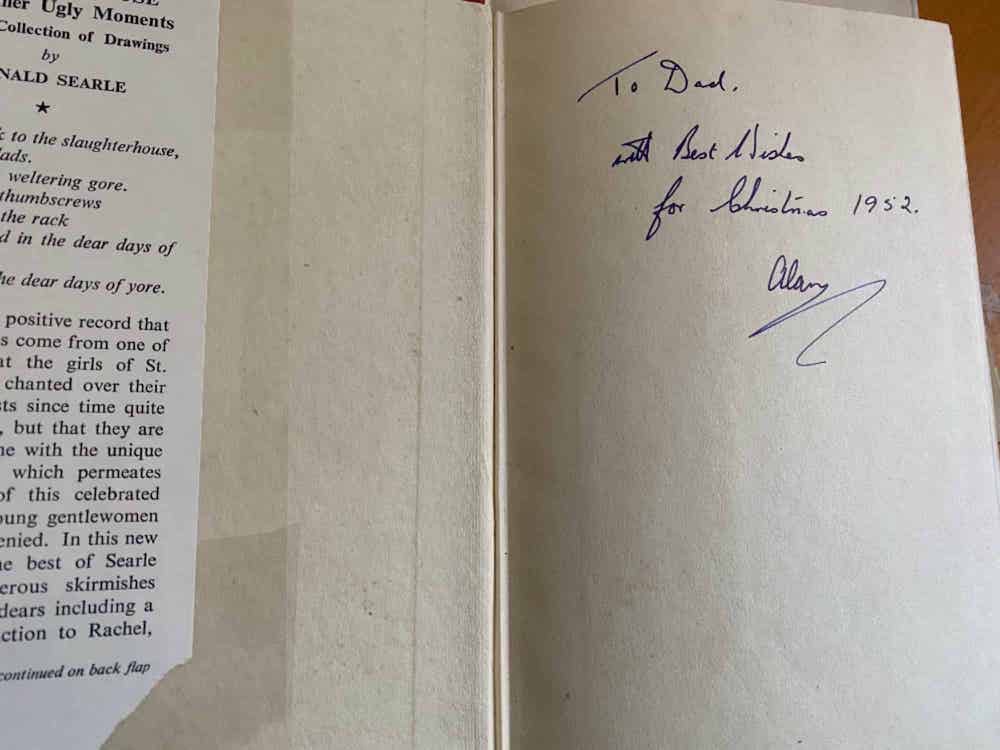 ner Ugly Moments
Collection of Drawings
by
NALD SEARLE
★
to the slaughterhouse,
ads.
weltering gore.
thumbscrews
the rack
d in the dear days of
he dear days of yore.
positive record that
s come from one of
at the girls of St.
chanted over their
sts since time quite
, but that they are
ne with the unique
which permeates
of this celebrated
oung gentlewomen
enied. In this new
he best of Searle
erous skirmishes
dears including a
ction to Rachel,
continued on back flap
To Dad.
with Best Wishes
for Christmas 1952.
Alan